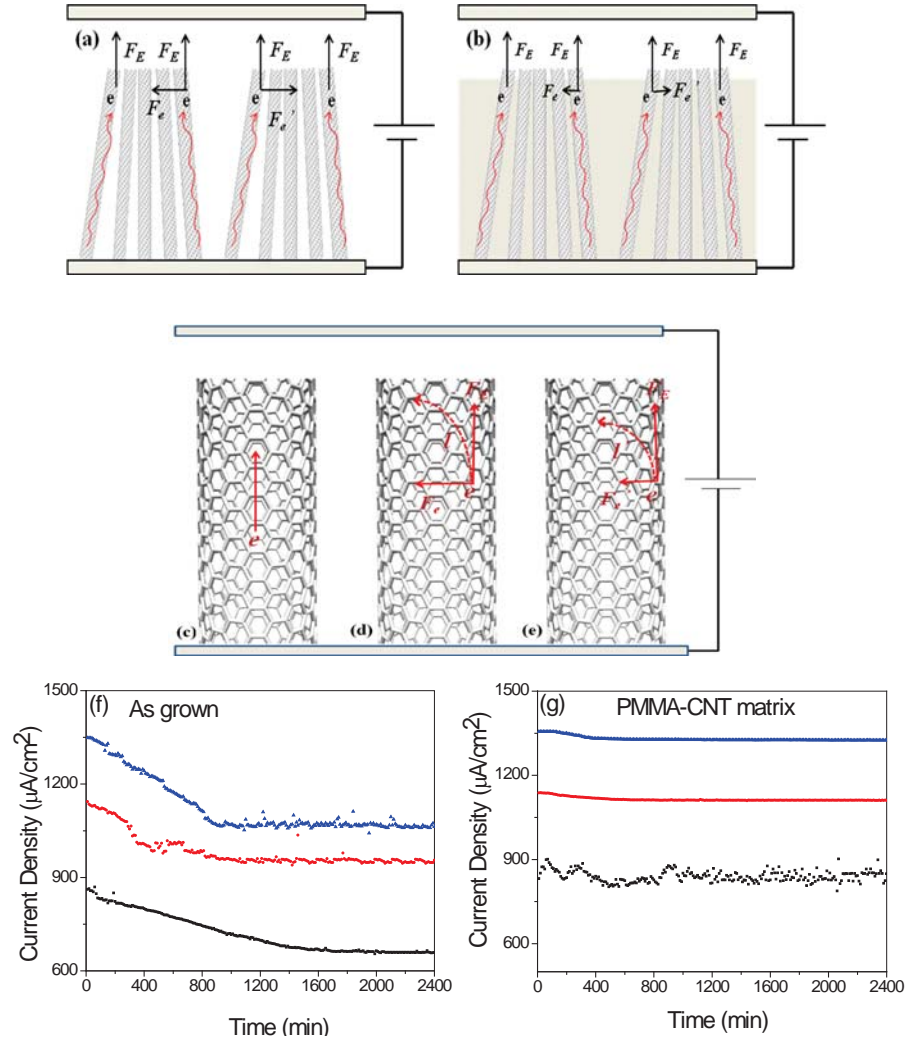 (a) F_E F_E F_E F_E
e e e e
F_e F_e'
(b) F_E F_E F_E F_E
e e e e
F_e F_e'
e
F_e e l
F_E
F_e' e l
(c) (d) (e)
(f) As grown
1500
1200
900
600
Current Density (µA/cm²)
0 400 800 1200 1600 2000 2400
Time (min)
(g) PMMA-CNT matrix
1500
1200
900
600
Current Density (µA/cm²)
0 400 800 1200 1600 2000 2400
Time (min)